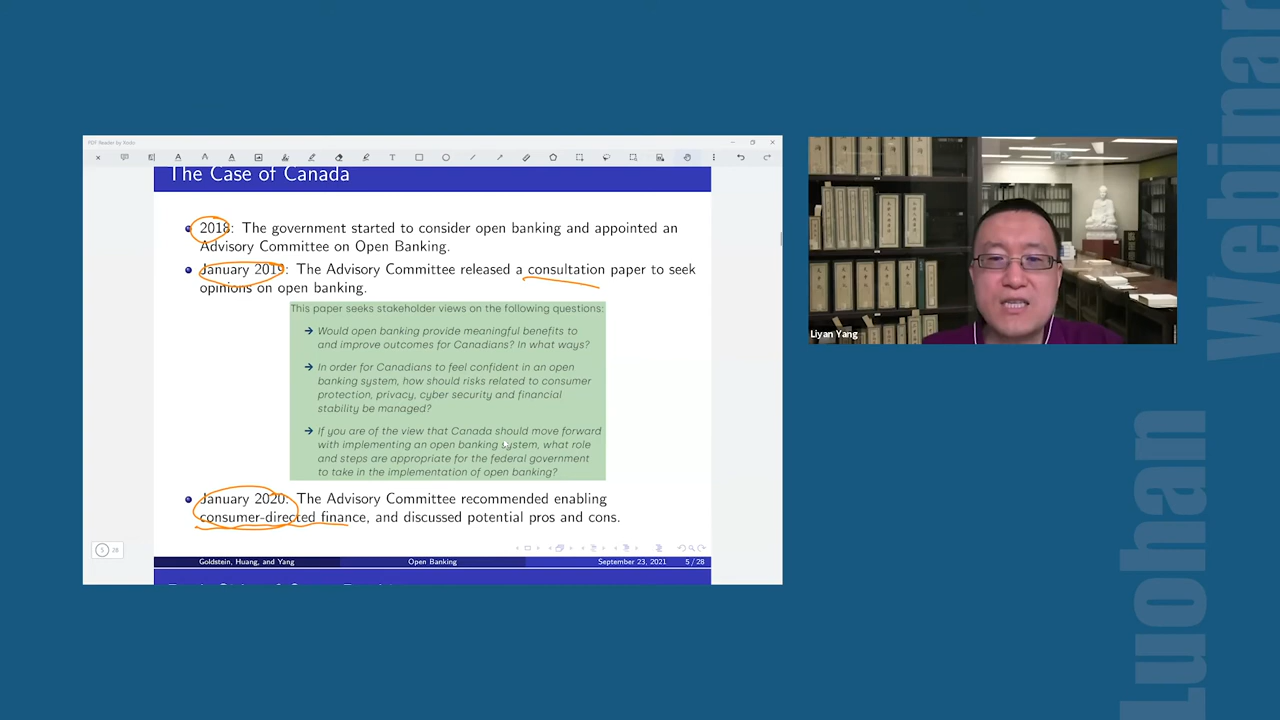 PDF Reader by Xodo
The Case of Canada
2018: The government started to consider open banking and appointed an
Advisory Committee on Open Banking.
January 2019: The Advisory Committee released a consultation paper to seek
opinions on open banking.
This paper seeks stakeholder views on the following questions:
→ Would open banking provide meaningful benefits to
and improve outcomes for Canadians? In what ways?
→ In order for Canadians to feel confident in an open
banking system, how should risks related to consumer
protection, privacy, cyber security and financial
stability be managed?
→ If you are of the view that Canada should move forward
with implementing an open banking system, what role
and steps are appropriate for the federal government
to take in the implementation of open banking?
January 2020: The Advisory Committee recommended enabling
consumer-directed finance, and discussed potential pros and cons.
5 28
Goldstein, Huang, and Yang Open Banking September 23, 2021 5 / 28
Liyan Yang
Luohan Webinar